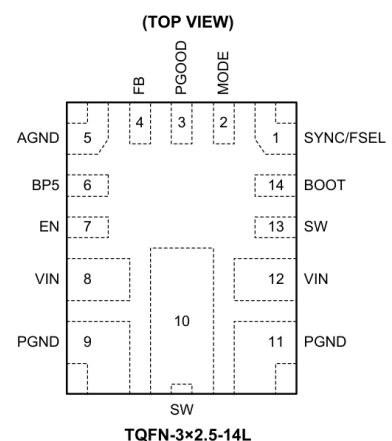 (TOP VIEW)
FB PGOOD MODE
4 3 2
AGND 5 1 SYNC/FSEL
BP5 6 14 BOOT
EN 7 13 SW
VIN 8 12 VIN
10
PGND 9 11 PGND
SW
TQFN-3×2.5-14L